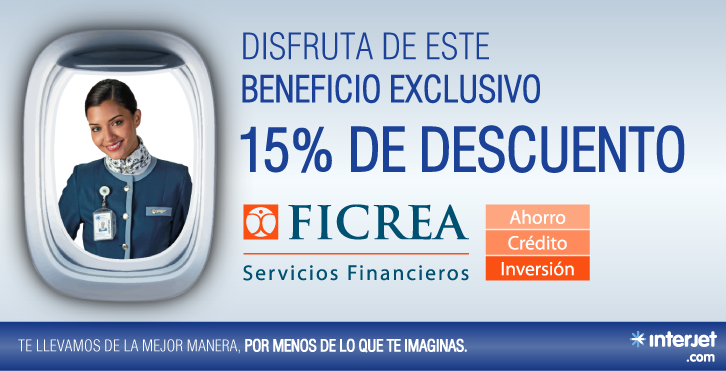 DISFRUTA DE ESTE
BENEFICIO EXCLUSIVO
15% DE DESCUENTO
FICREA
Servicios Financieros
Ahorro
Crédito
Inversión
TE LLEVAMOS DE LA MEJOR MANERA, POR MENOS DE LO QUE TE IMAGINAS.
interjet
.com